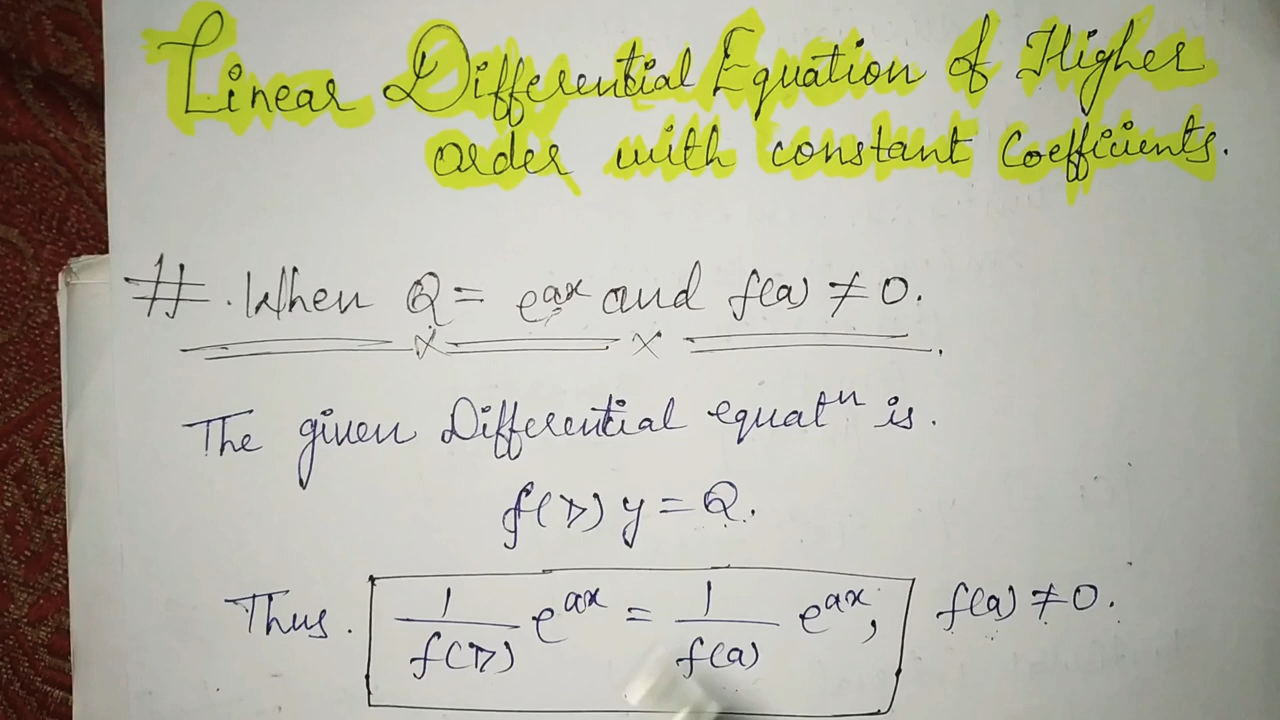 Linear Differential Equation of Higher
order with constant Coefficients.
#. When Q = e^{ax} and f(a) ≠ 0.
The given Differential equat^n is.
f(D) y = Q.
Thus. 1/f(D) e^{ax} = 1/f(a) e^{ax}, f(a) ≠ 0.